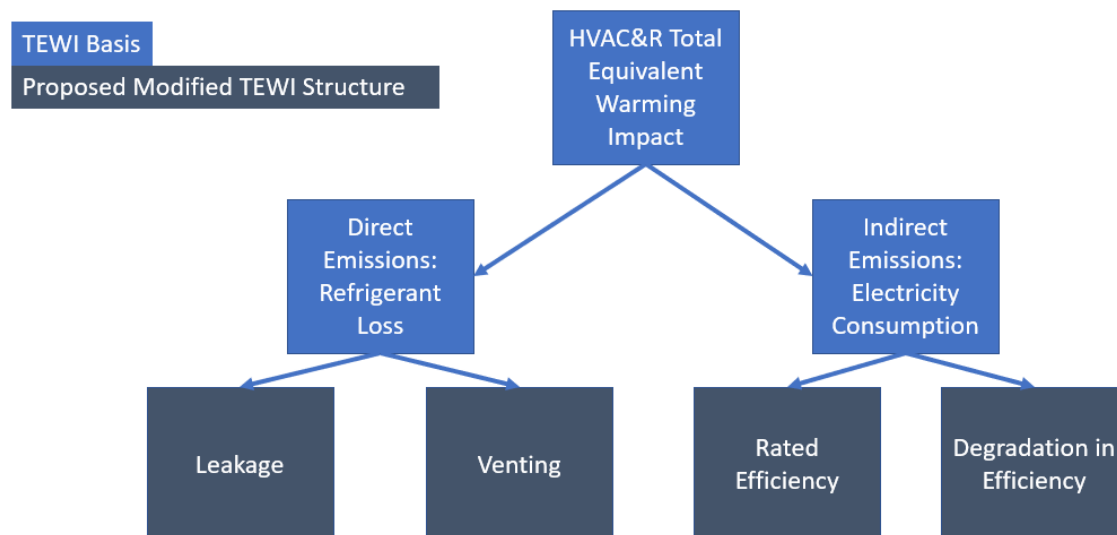 TEWI Basis
Proposed Modified TEWI Structure
HVAC&R Total
Equivalent
Warming
Impact
Direct
Emissions:
Refrigerant
Loss
Indirect
Emissions:
Electricity
Consumption
Leakage
Venting
Rated
Efficiency
Degradation in
Efficiency